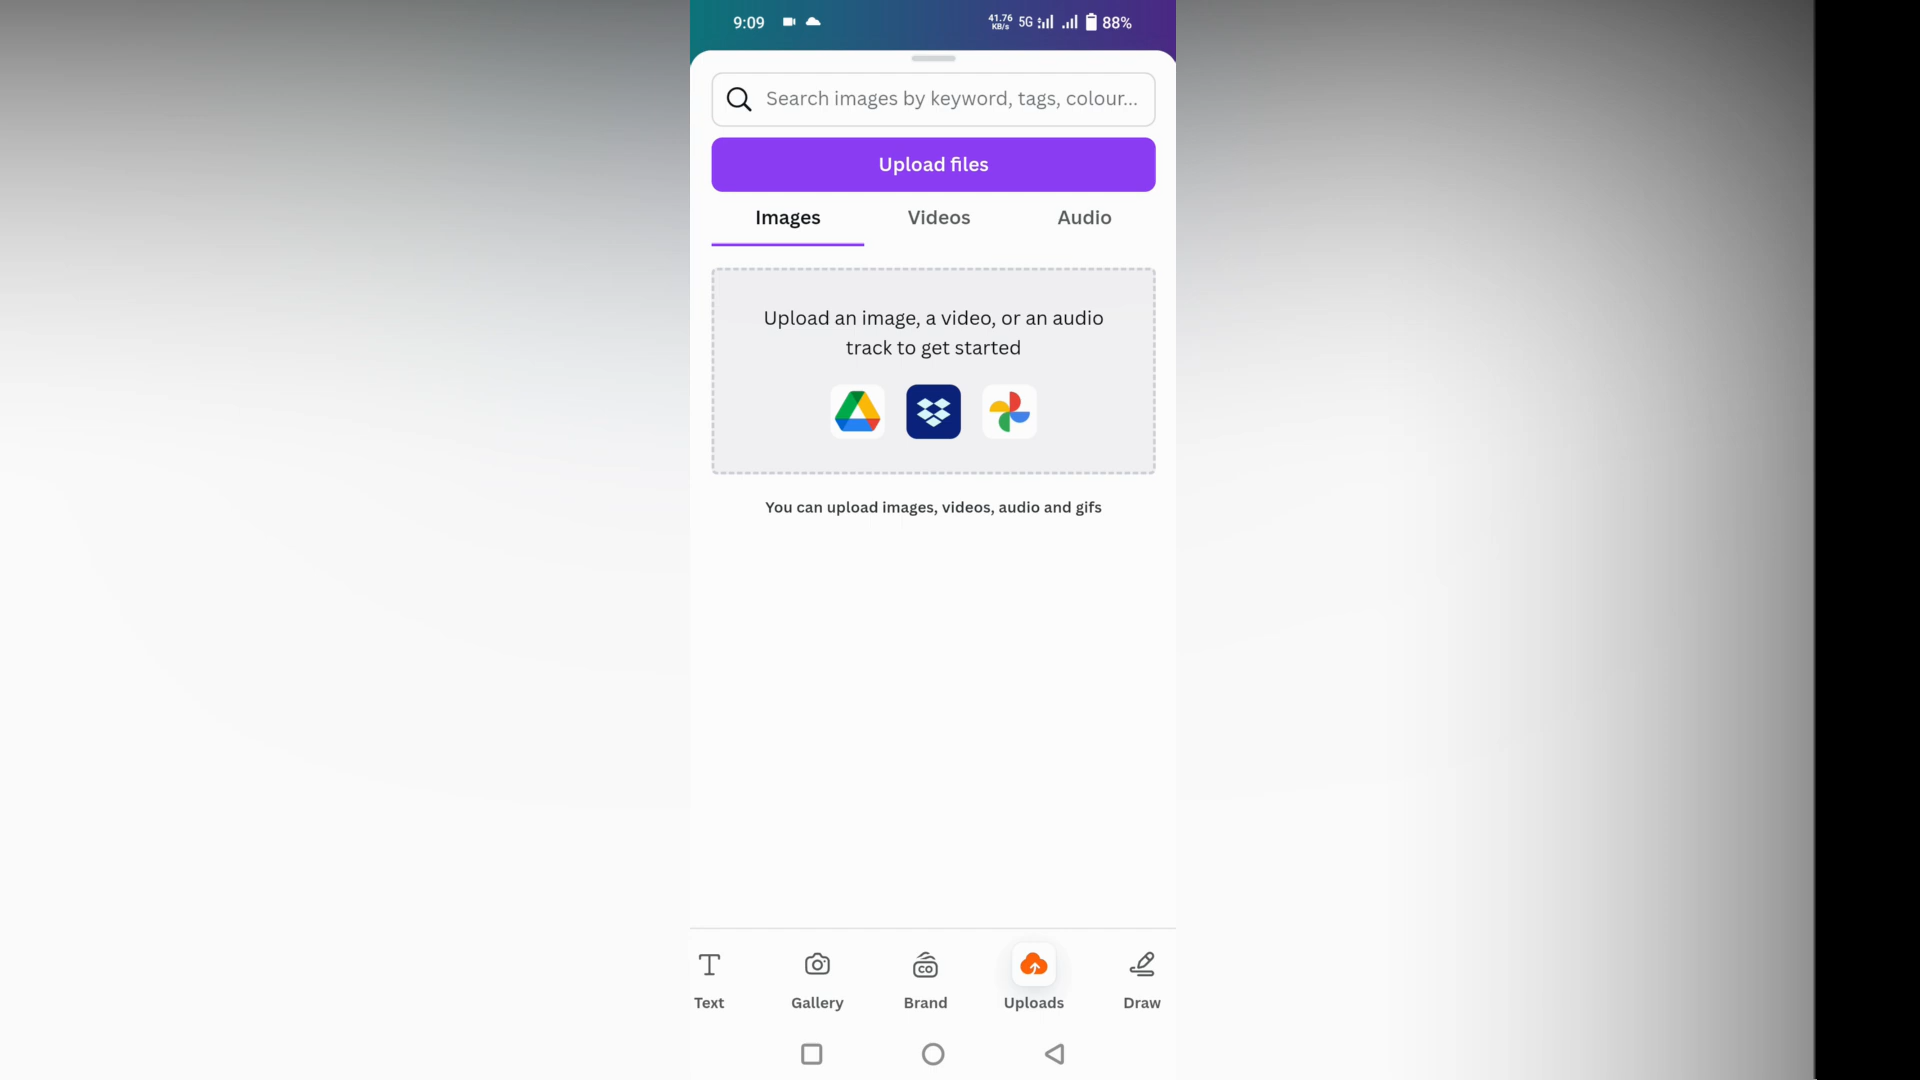 9:09 41.76 KB/s 5G 88%
Search images by keyword, tags, colour...
Upload files
Images Videos Audio
Upload an image, a video, or an audio
track to get started
You can upload images, videos, audio and gifs
CO
Text Gallery Brand Uploads Draw